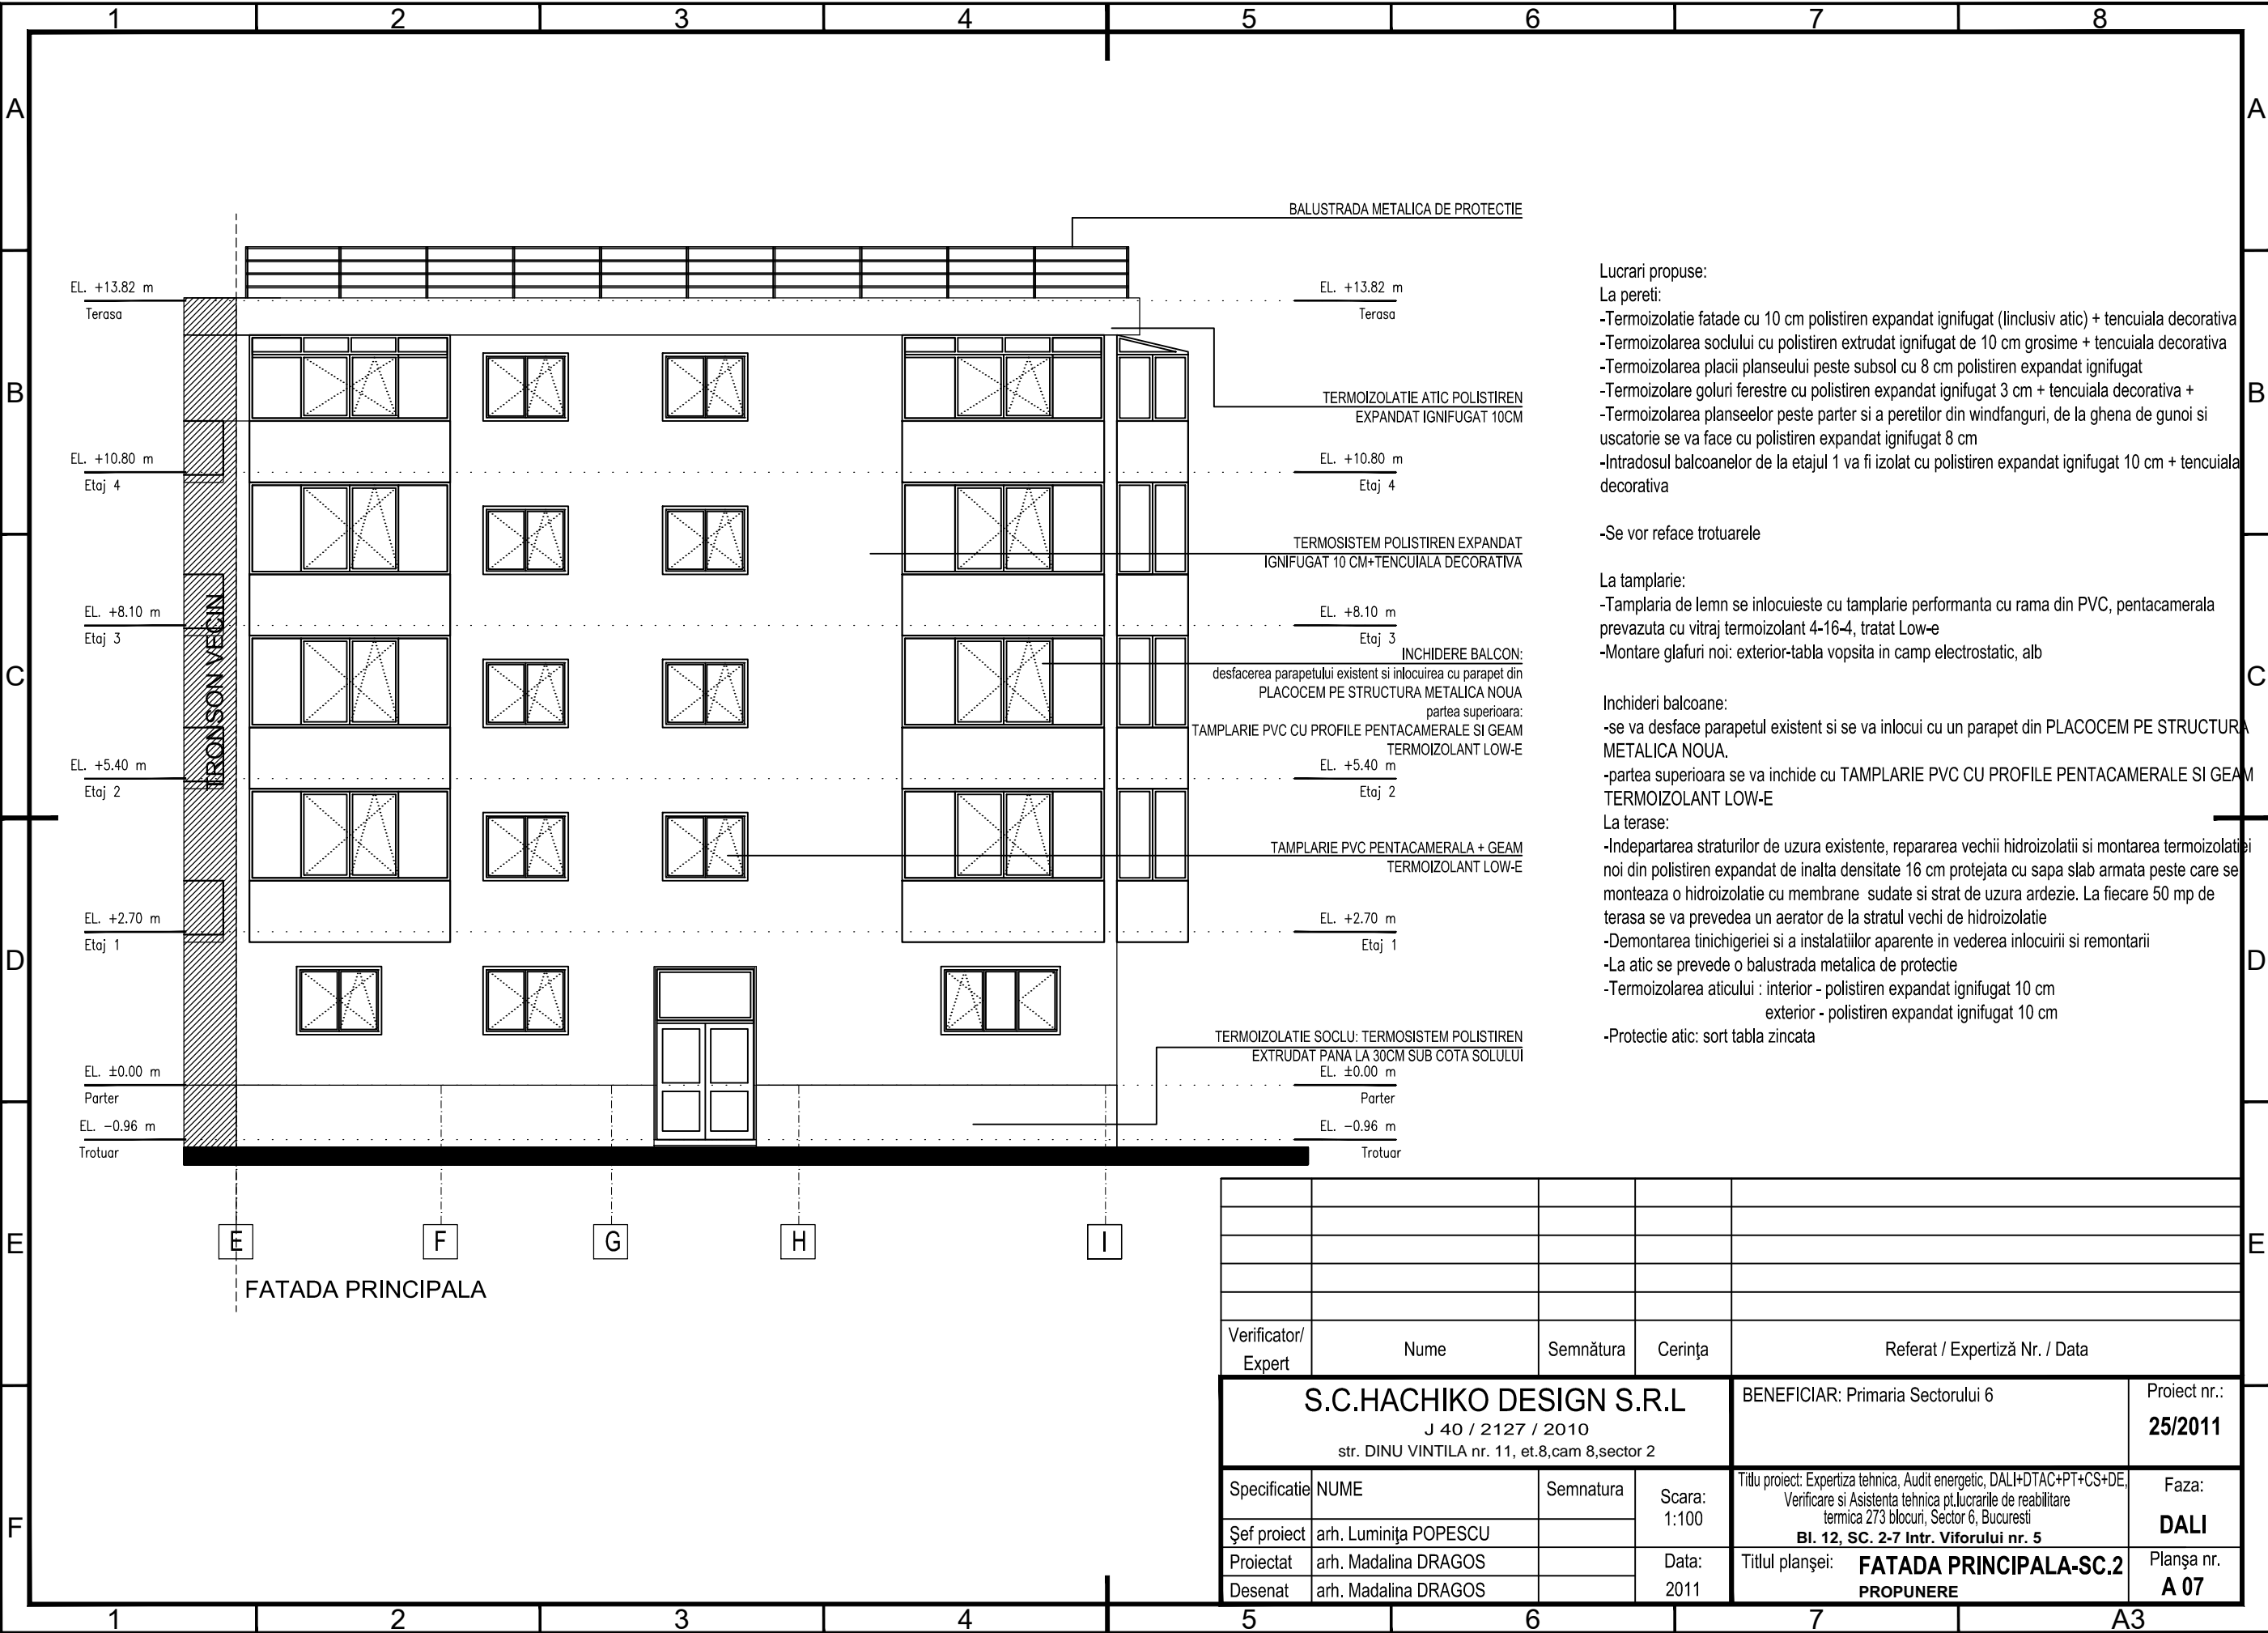 1 2 3 4 5 6 7 8
A A
B B
C C
D D
E E
F
BALUSTRADA METALICA DE PROTECTIE
EL. +13.82 m
Terasa
EL. +10.80 m
Etaj 4
EL. +8.10 m
Etaj 3
EL. +5.40 m
Etaj 2
EL. +2.70 m
Etaj 1
EL. ±0.00 m
Parter
EL. -0.96 m
Trotuar
TRONSON VECIN
EL. +13.82 m
Terasa
TERMOIZOLATIE ATIC POLISTIREN
EXPANDAT IGNIFUGAT 10CM
EL. +10.80 m
Etaj 4
TERMOSISTEM POLISTIREN EXPANDAT
IGNIFUGAT 10 CM+TENCUIALA DECORATIVA
EL. +8.10 m
Etaj 3
INCHIDERE BALCON:
desfacerea parapetului existent si inlocuirea cu parapet din
PLACOCEM PE STRUCTURA METALICA NOUA
partea superioara:
TAMPLARIE PVC CU PROFILE PENTACAMERALE SI GEAM
TERMOIZOLANT LOW-E
EL. +5.40 m
Etaj 2
TAMPLARIE PVC PENTACAMERALA + GEAM
TERMOIZOLANT LOW-E
EL. +2.70 m
Etaj 1
TERMOIZOLATIE SOCLU: TERMOSISTEM POLISTIREN
EXTRUDAT PANA LA 30CM SUB COTA SOLULUI
EL. ±0.00 m
Parter
EL. -0.96 m
Trotuar
E F G H I
FATADA PRINCIPALA
Lucrari propuse:
La pereti:
-Termoizolatie fatade cu 10 cm polistiren expandat ignifugat (Iinclusiv atic) + tencuiala decorativa
-Termoizolarea soclului cu polistiren extrudat ignifugat de 10 cm grosime + tencuiala decorativa
-Termoizolarea placii planseului peste subsol cu 8 cm polistiren expandat ignifugat
-Termoizolare goluri ferestre cu polistiren expandat ignifugat 3 cm + tencuiala decorativa +
-Termoizolarea planseelor peste parter si a peretilor din windfanguri, de la ghena de gunoi si
uscatorie se va face cu polistiren expandat ignifugat 8 cm
-Intradosul balcoanelor de la etajul 1 va fi izolat cu polistiren expandat ignifugat 10 cm + tencuiala
decorativa
-Se vor reface trotuarele
La tamplarie:
-Tamplaria de lemn se inlocuieste cu tamplarie performanta cu rama din PVC, pentacamerala
prevazuta cu vitraj termoizolant 4-16-4, tratat Low-e
-Montare glafuri noi: exterior-tabla vopsita in camp electrostatic, alb
Inchideri balcoane:
-se va desface parapetul existent si se va inlocui cu un parapet din PLACOCEM PE STRUCTURA
METALICA NOUA.
-partea superioara se va inchide cu TAMPLARIE PVC CU PROFILE PENTACAMERALE SI GEAM
TERMOIZOLANT LOW-E
La terase:
-Indepartarea straturilor de uzura existente, repararea vechii hidroizolatii si montarea termoizolatiei
noi din polistiren expandat de inalta densitate 16 cm protejata cu sapa slab armata peste care se
monteaza o hidroizolatie cu membrane sudate si strat de uzura ardezie. La fiecare 50 mp de
terasa se va prevedea un aerator de la stratul vechi de hidroizolatie
-Demontarea tinichigeriei si a instalatiilor aparente in vederea inlocuirii si remontarii
-La atic se prevede o balustrada metalica de protectie
-Termoizolarea aticului : interior - polistiren expandat ignifugat 10 cm
exterior - polistiren expandat ignifugat 10 cm
-Protectie atic: sort tabla zincata
Verificator/
Expert
Nume
Semnătura
Cerinţa
Referat / Expertiză Nr. / Data
S.C.HACHIKO DESIGN S.R.L
J 40 / 2127 / 2010
str. DINU VINTILA nr. 11, et.8,cam 8,sector 2
BENEFICIAR: Primaria Sectorului 6
Proiect nr.:
25/2011
Specificatie NUME Semnatura
Scara:
1:100
Titlu proiect: Expertiza tehnica, Audit energetic, DALI+DTAC+PT+CS+DE,
Verificare si Asistenta tehnica pt.lucrarile de reabilitare
termica 273 blocuri, Sector 6, Bucuresti
Bl. 12, SC. 2-7 Intr. Viforului nr. 5
Faza:
DALI
Şef proiect arh. Luminiţa POPESCU
Proiectat arh. Madalina DRAGOS
Desenat arh. Madalina DRAGOS
Data:
2011
Titlul planşei: FATADA PRINCIPALA-SC.2
PROPUNERE
Planşa nr.
A 07
1 2 3 4 5 6 7 A3